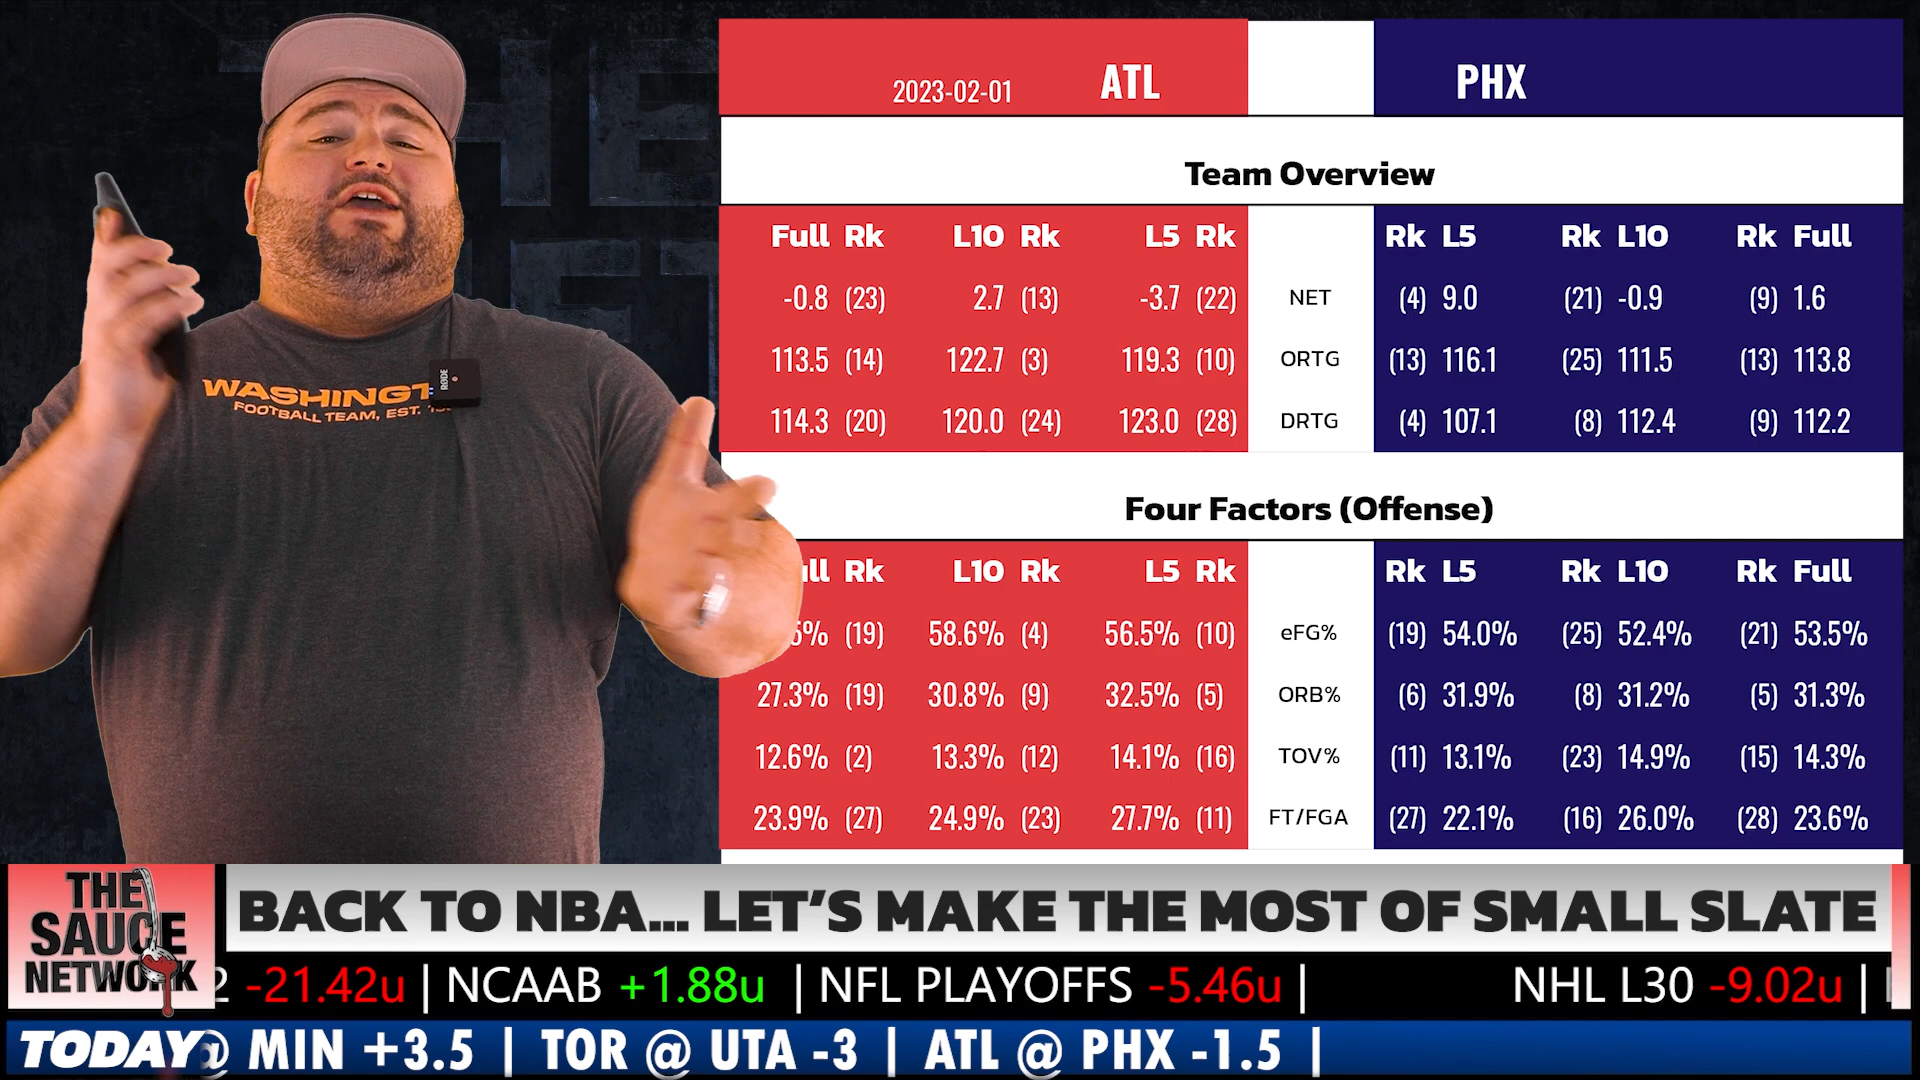 2023-02-01 ATL PHX
Team Overview
Full Rk L10 Rk L5 Rk Rk L5 Rk L10 Rk Full
-0.8 (23) 2.7 (13) -3.7 (22) NET (4) 9.0 (21) -0.9 (9) 1.6
113.5 (14) 122.7 (3) 119.3 (10) ORTG (13) 116.1 (25) 111.5 (13) 113.8
114.3 (20) 120.0 (24) 123.0 (28) DRTG (4) 107.1 (8) 112.4 (9) 112.2
Four Factors (Offense)
Rk L10 Rk L5 Rk Rk L5 Rk L10 Rk Full
(19) 58.6% (4) 56.5% (10) eFG% (19) 54.0% (25) 52.4% (21) 53.5%
27.3% (19) 30.8% (9) 32.5% (5) ORB% (6) 31.9% (8) 31.2% (5) 31.3%
12.6% (2) 13.3% (12) 14.1% (16) TOV% (11) 13.1% (23) 14.9% (15) 14.3%
23.9% (27) 24.9% (23) 27.7% (11) FT/FGA (27) 22.1% (16) 26.0% (28) 23.6%
WASHINGT
FOOTBALL TEAM, EST.
RØDE
THE
SAUCE
NETWORK
BACK TO NBA... LET'S MAKE THE MOST OF SMALL SLATE
2 -21.42u | NCAAB +1.88u | NFL PLAYOFFS -5.46u | NHL L30 -9.02u |
TODAY @ MIN +3.5 | TOR @ UTA -3 | ATL @ PHX -1.5 |